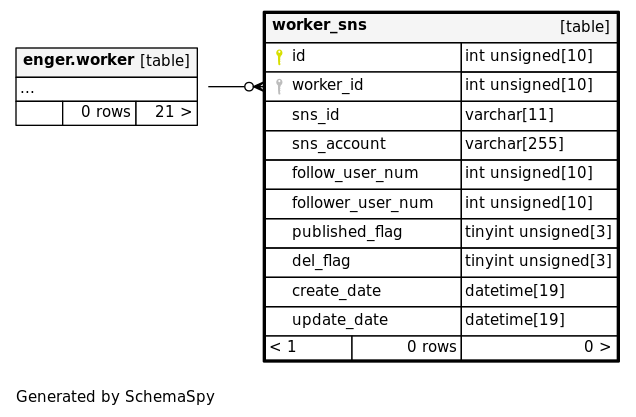 enger.worker [table]
...
0 rows 21 >
worker_sns [table]
id int unsigned[10]
worker_id int unsigned[10]
sns_id varchar[11]
sns_account varchar[255]
follow_user_num int unsigned[10]
follower_user_num int unsigned[10]
published_flag tinyint unsigned[3]
del_flag tinyint unsigned[3]
create_date datetime[19]
update_date datetime[19]
< 1 0 rows 0 >
Generated by SchemaSpy